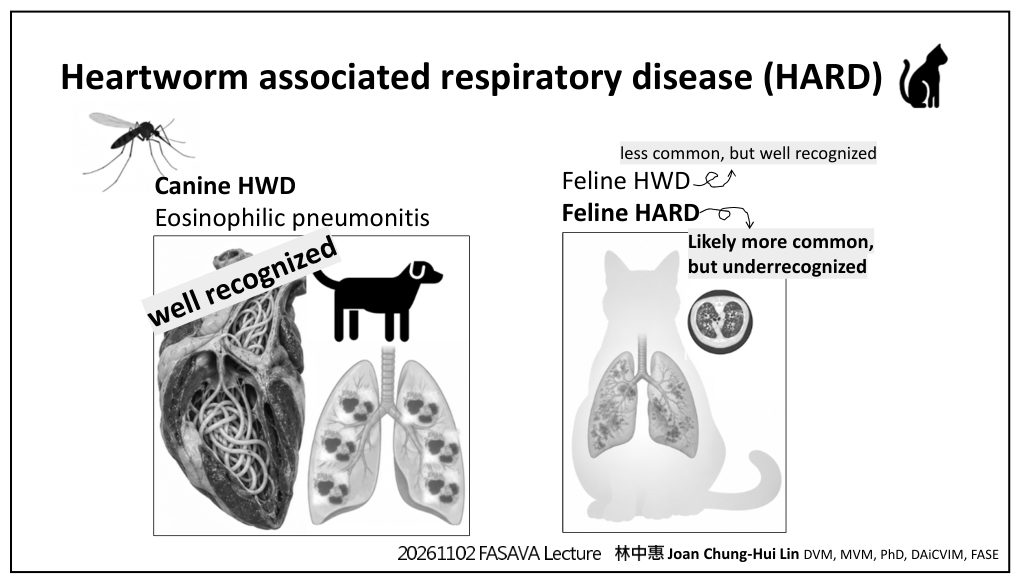 Heartworm associated respiratory disease (HARD)
Canine HWD
Eosinophilic pneumonitis
well recognized
less common, but well recognized
Feline HWD
Feline HARD
Likely more common,
but underrecognized
20261102 FASAVA Lecture 林中惠 Joan Chung-Hui Lin DVM, MVM, PhD, DAiCVIM, FASE